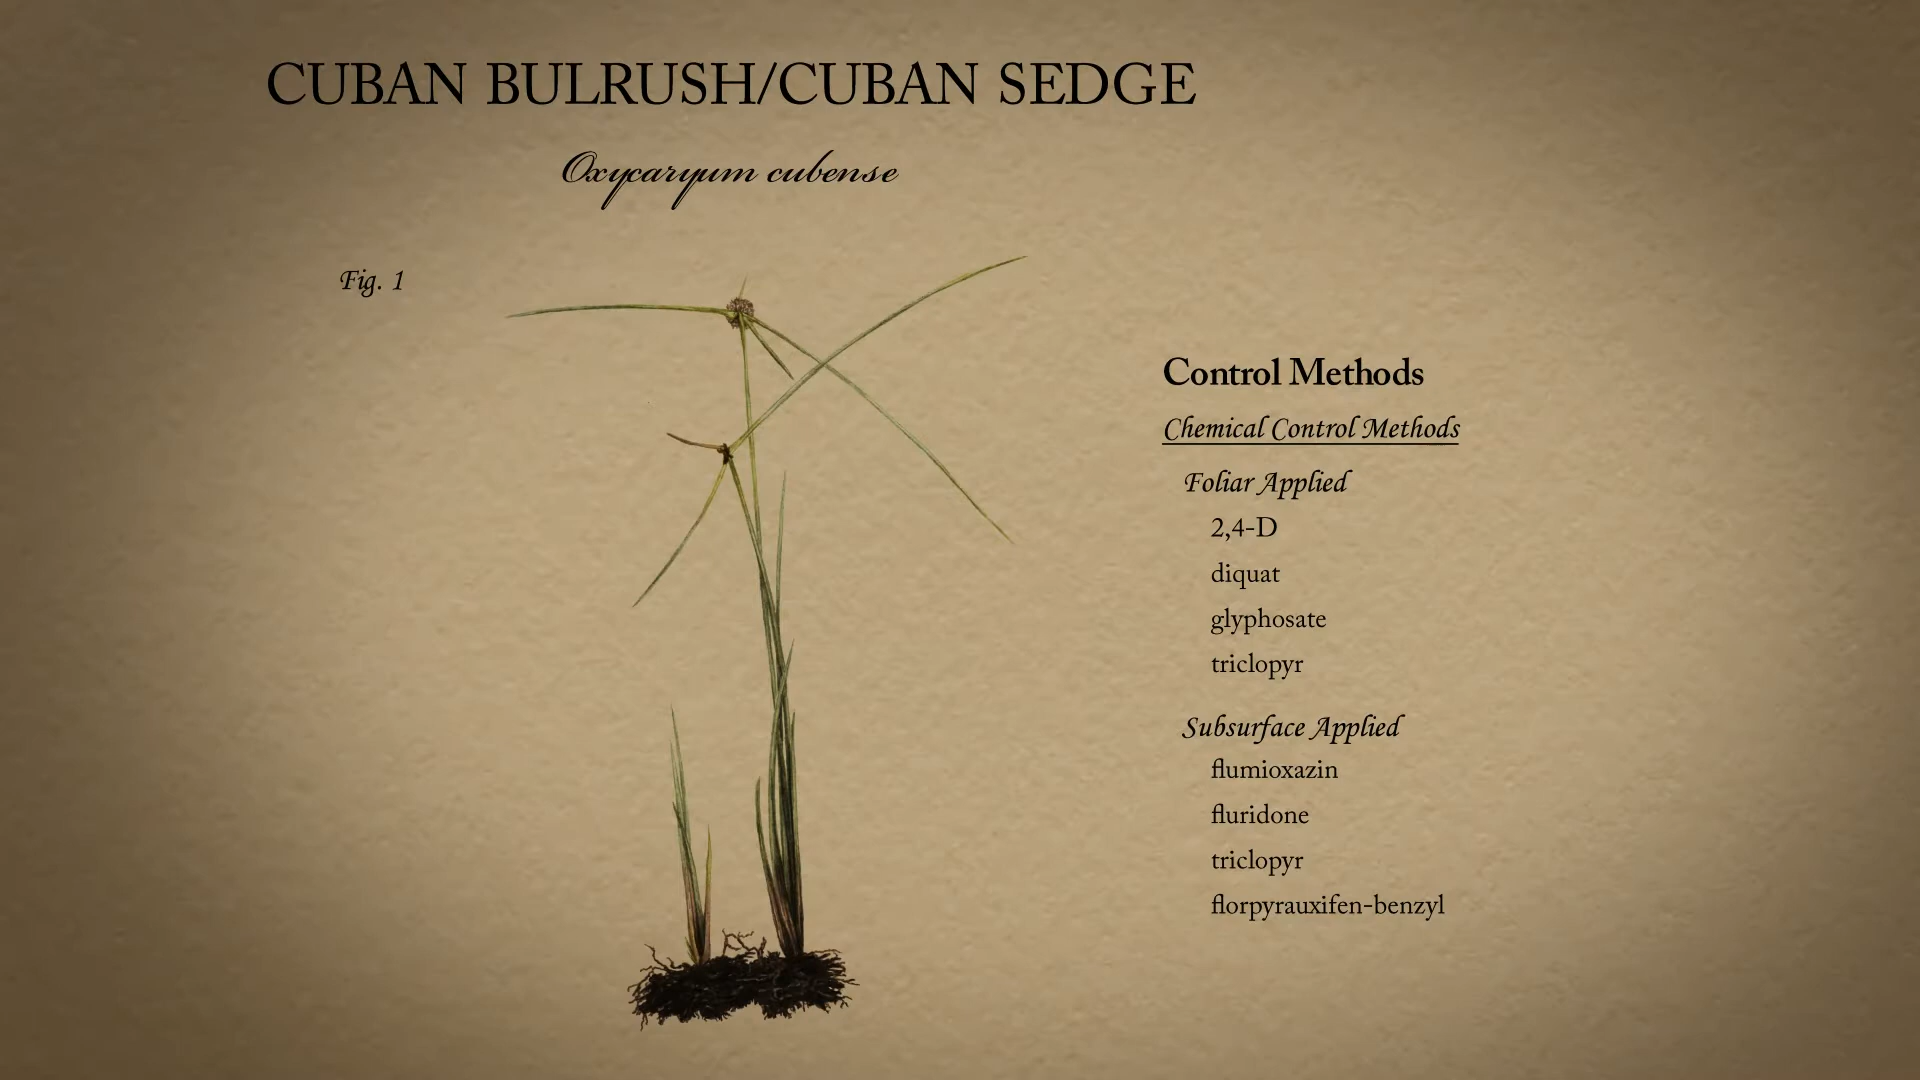 CUBAN BULRUSH/CUBAN SEDGE
Oxycaryum cubense
Fig. 1
Control Methods
Chemical Control Methods
Foliar Applied
2,4-D
diquat
glyphosate
triclopyr
Subsurface Applied
flumioxazin
fluridone
triclopyr
florpyrauxifen-benzyl